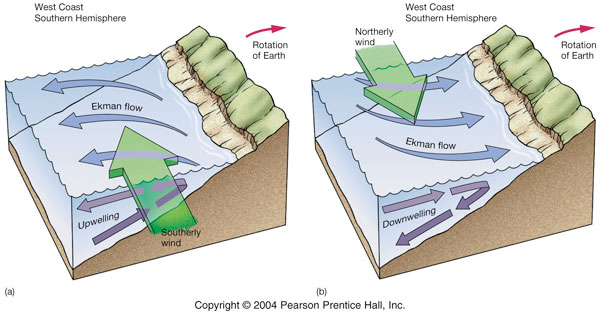 West Coast
Southern Hemisphere
Rotation
of Earth
Ekman flow
Upwelling
Southerly
wind
(a)
West Coast
Southern Hemisphere
Northerly
wind
Rotation
of Earth
Ekman flow
Downwelling
(b)
Copyright © 2004 Pearson Prentice Hall, Inc.